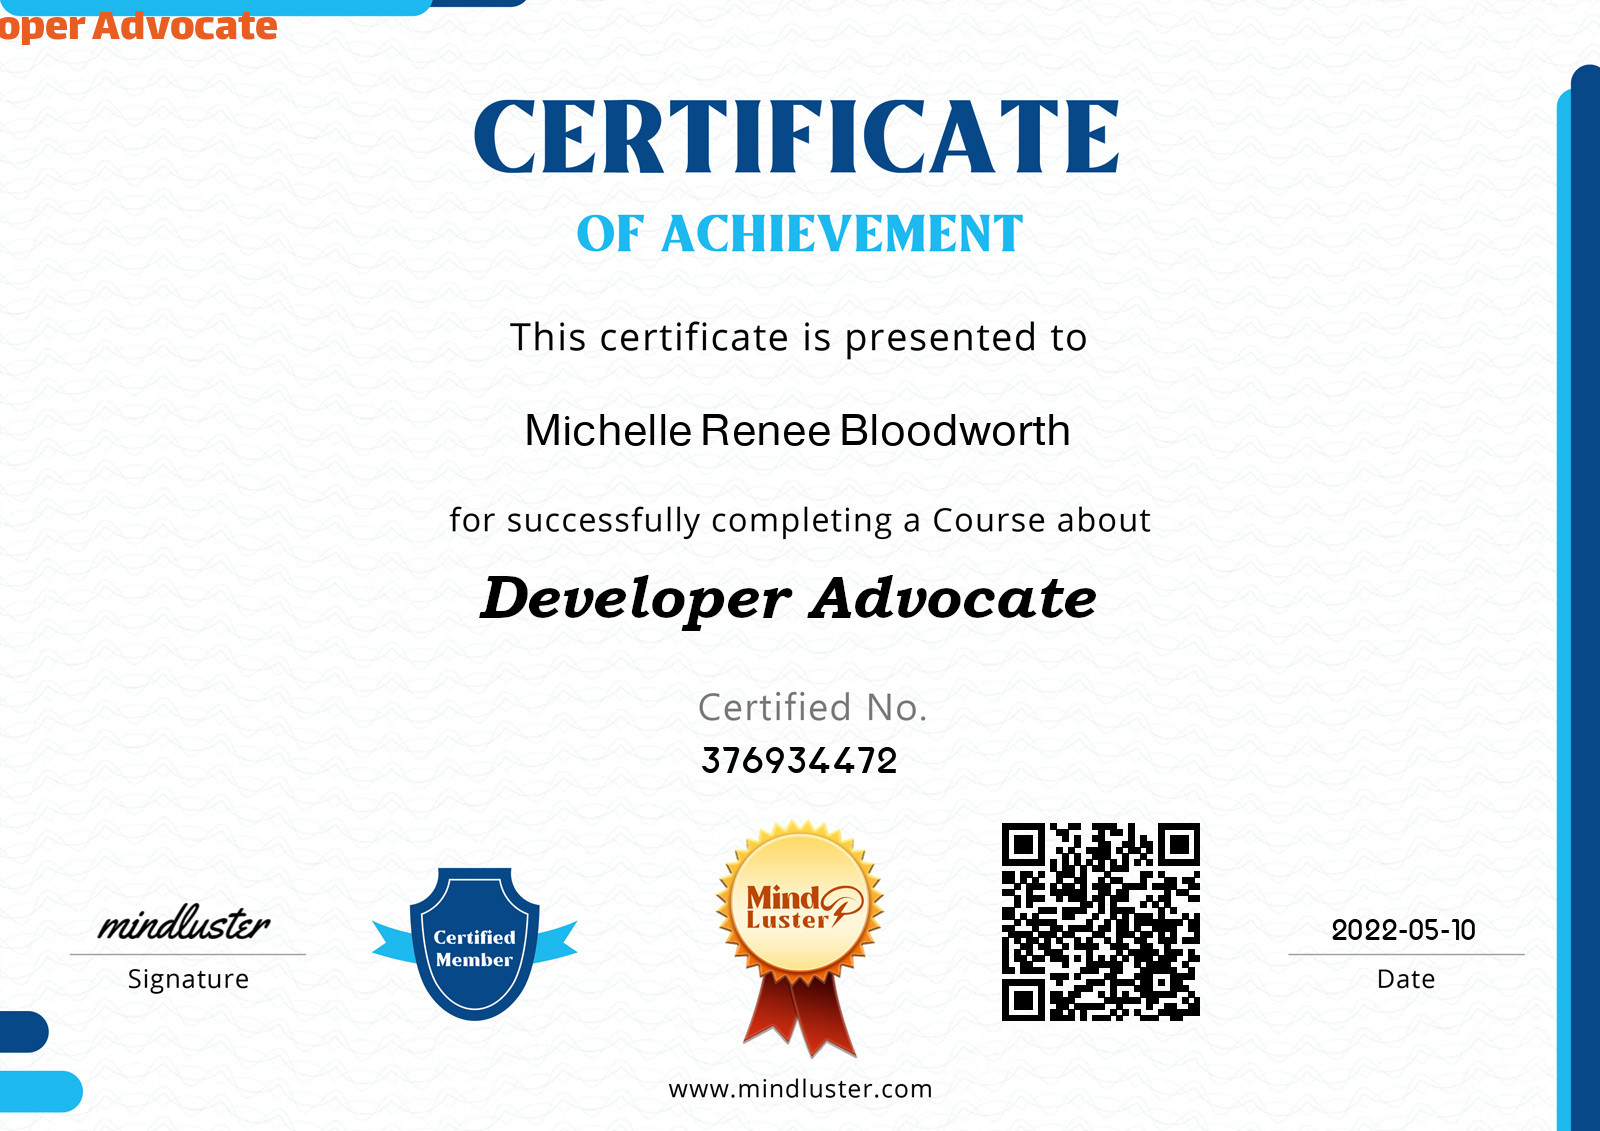 oper Advocate
CERTIFICATE
OF ACHIEVEMENT
This certificate is presented to
Michelle Renee Bloodworth
for successfully completing a Course about
Developer Advocate
Certified No.
376934472
mindluster
Signature
Certified
Member
Mind
Luster
2022-05-10
Date
www.mindluster.com